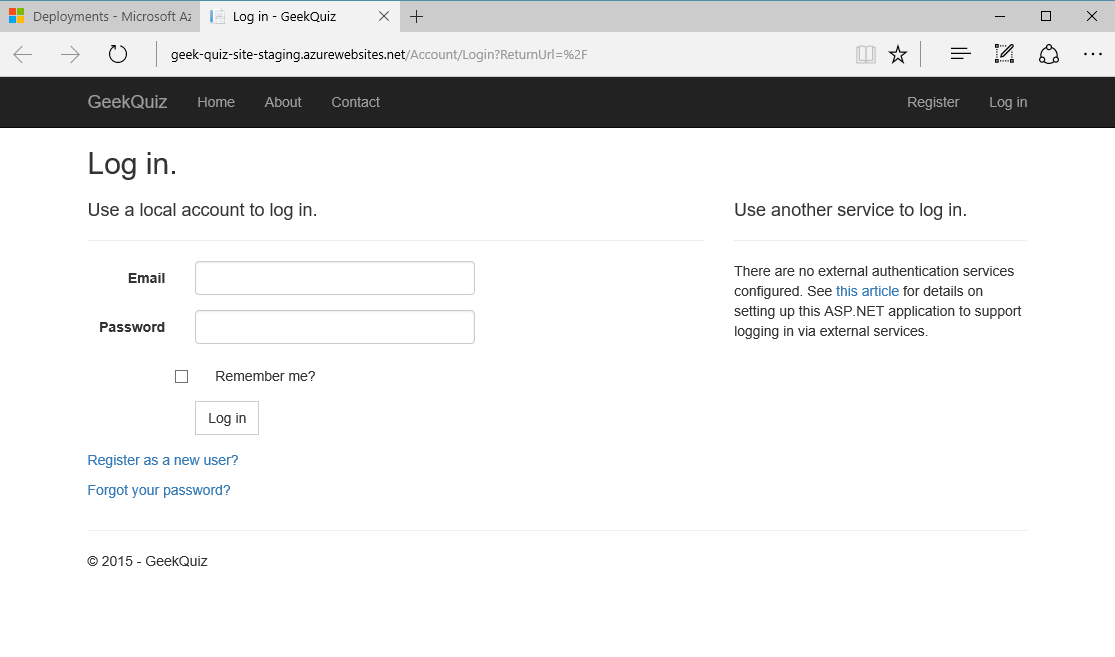 Deployments - Microsoft Az
Log in - GeekQuiz
geek-quiz-site-staging.azurewebsites.net/Account/Login?ReturnUrl=%2F
GeekQuiz Home About Contact Register Log in
Log in.
Use a local account to log in.
Email
Password
Remember me?
Log in
Register as a new user?
Forgot your password?
Use another service to log in.
There are no external authentication services
configured. See this article for details on
setting up this ASP.NET application to support
logging in via external services.
© 2015 - GeekQuiz